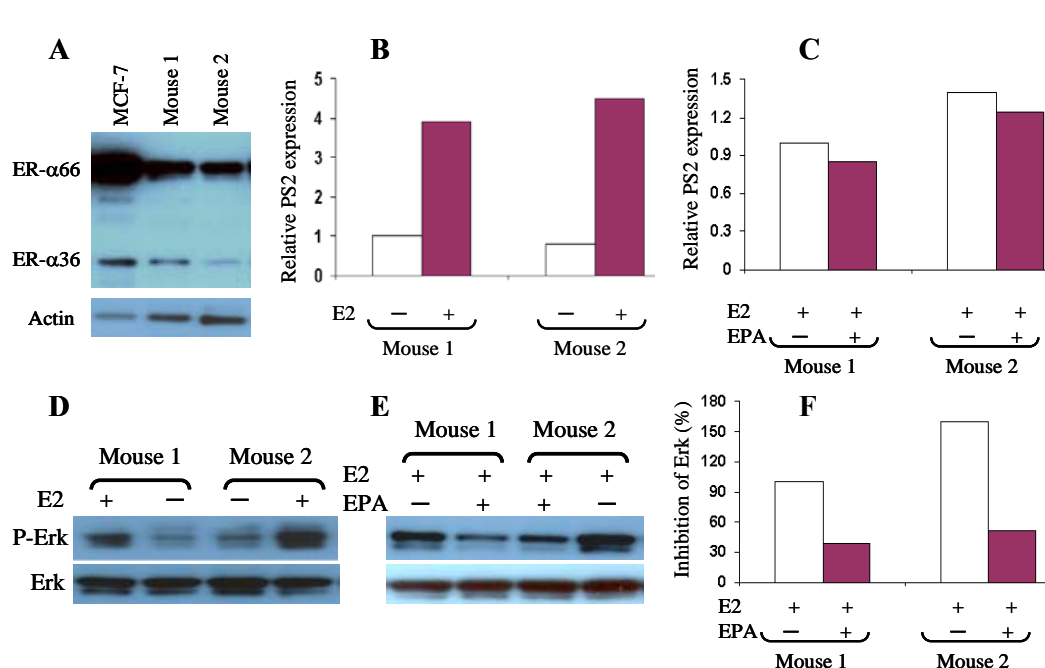 A
MCF-7
Mouse 1
Mouse 2
ER-α66
ER-α36
Actin
B
Relative PS2 expression
5
4
3
2
1
0
E2 — + — +
Mouse 1 Mouse 2
C
Relative PS2 expression
1.5
1.2
0.9
0.6
0.3
0
E2 + + + +
EPA — + — +
Mouse 1 Mouse 2
D
Mouse 1 Mouse 2
E2 + — — +
P-Erk
Erk
E
Mouse 1 Mouse 2
E2 + + + +
EPA — + + —
F
Inhibition of Erk (%)
180
150
120
90
60
30
0
E2 + + + +
EPA — + — +
Mouse 1 Mouse 2